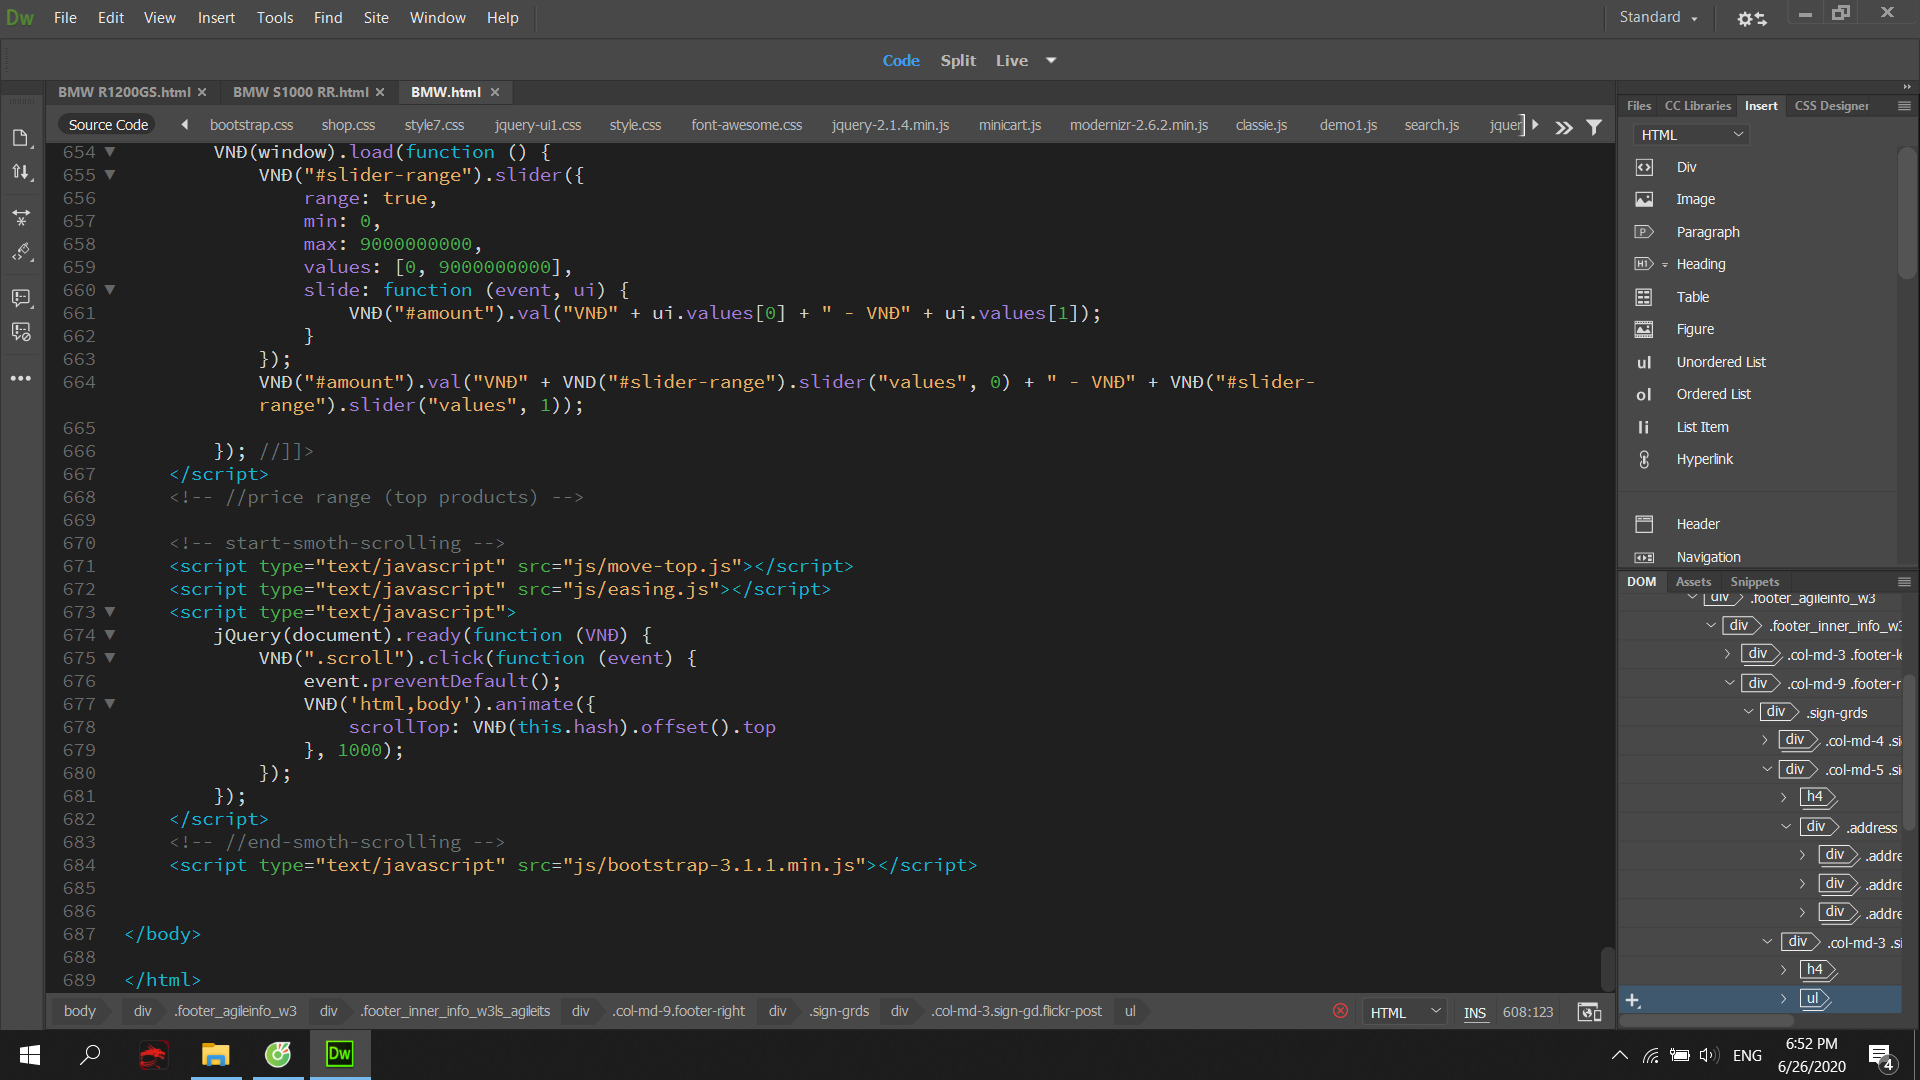 Dw File Edit View Insert Tools Find Site Window Help Standard
Code Split Live
BMW R1200GS.html BMW S1000 RR.html BMW.html
Source Code bootstrap.css shop.css style7.css jquery-ui1.css style.css font-awesome.css jquery-2.1.4.min.js minicart.js modernizr-2.6.2.min.js classie.js demo1.js search.js jquer
654 VNĐ(window).load(function () {
655 VNĐ("#slider-range").slider({
656 range: true,
657 min: 0,
658 max: 9000000000,
659 values: [0, 9000000000],
660 slide: function (event, ui) {
661 VNĐ("#amount").val("VNĐ" + ui.values[0] + " - VNĐ" + ui.values[1]);
662 }
663 });
664 VNĐ("#amount").val("VNĐ" + VND("#slider-range").slider("values", 0) + " - VNĐ" + VNĐ("#slider-
range").slider("values", 1));
665
666 }); //]]>
667 </script>
668 <!-- //price range (top products) -->
669
670 <!-- start-smoth-scrolling -->
671 <script type="text/javascript" src="js/move-top.js"></script>
672 <script type="text/javascript" src="js/easing.js"></script>
673 <script type="text/javascript">
674 jQuery(document).ready(function (VNĐ) {
675 VNĐ(".scroll").click(function (event) {
676 event.preventDefault();
677 VNĐ('html,body').animate({
678 scrollTop: VNĐ(this.hash).offset().top
679 }, 1000);
680 });
681 });
682 </script>
683 <!-- //end-smoth-scrolling -->
684 <script type="text/javascript" src="js/bootstrap-3.1.1.min.js"></script>
685
686
687 </body>
688
689 </html>
body div .footer_agileinfo_w3 div .footer_inner_info_w3ls_agileits div .col-md-9.footer-right div .sign-grds div .col-md-3.sign-gd.flickr-post ul HTML INS 608:123
Files CC Libraries Insert CSS Designer
HTML
Div
Image
P Paragraph
H1 Heading
Table
Figure
ul Unordered List
ol Ordered List
li List Item
Hyperlink
Header
Navigation
DOM Assets Snippets
div .footer_agileinfo_w3
div .footer_inner_info_w3
div .col-md-3 .footer-le
div .col-md-9 .footer-r
div .sign-grds
div .col-md-4 .si
div .col-md-5 .si
h4
div .address
div .addre
div .addre
div .addre
div .col-md-3 .si
h4
ul
Dw ENG 6:52 PM
6/26/2020 4